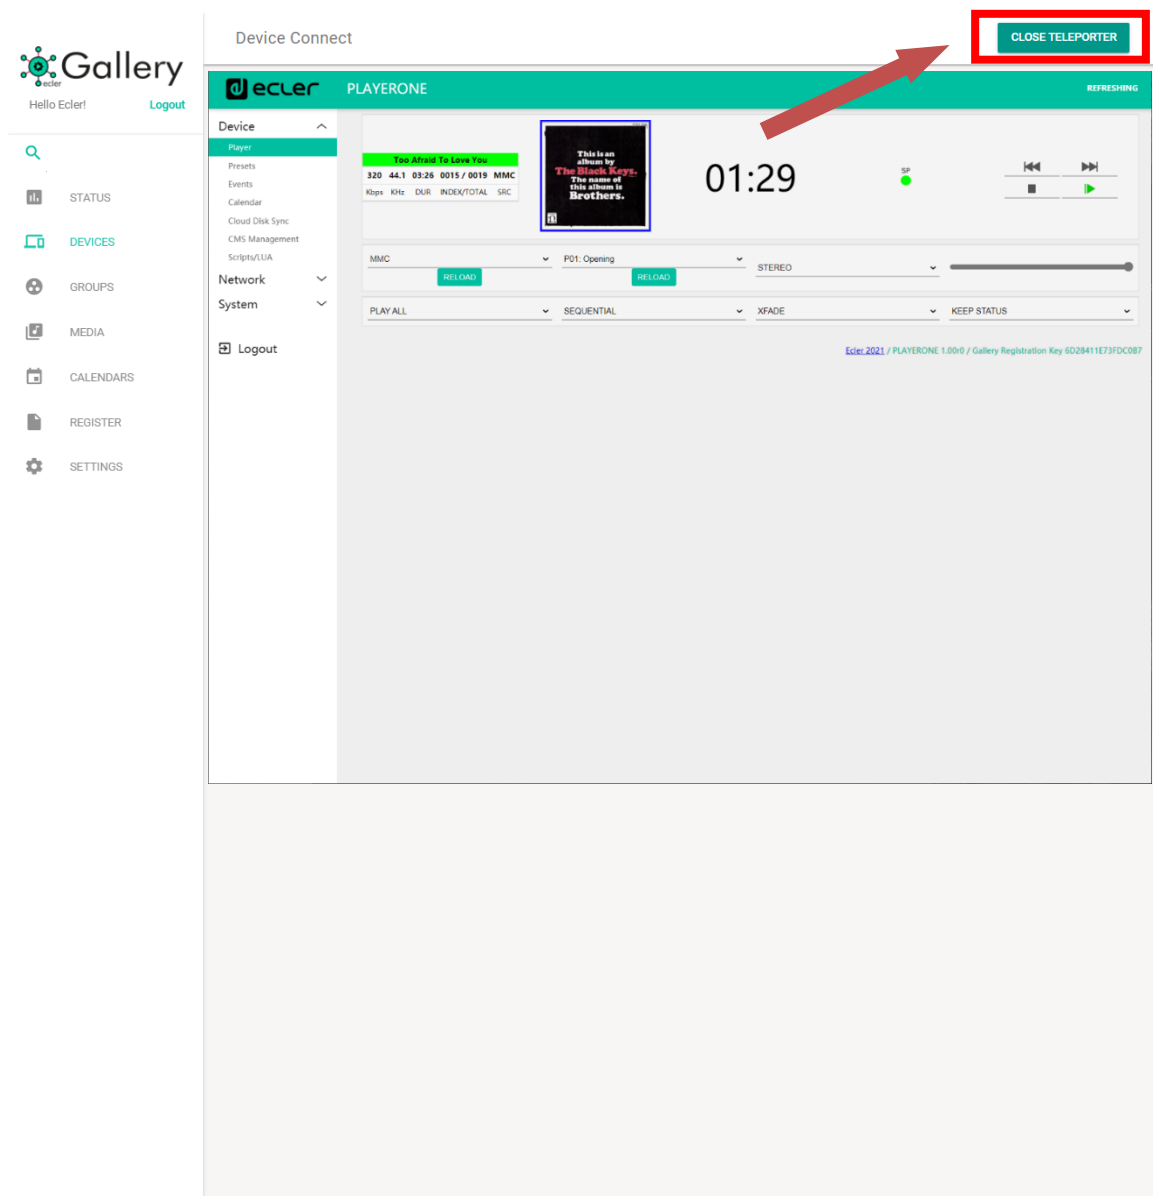 Device Connect
CLOSE TELEPORTER
Gallery
ecler
Hello Ecler!
Logout
STATUS
DEVICES
GROUPS
MEDIA
CALENDARS
REGISTER
SETTINGS
ecler
PLAYERONE
REFRESHING
Device
Player
Presets
Events
Calendar
Cloud Disk Sync
CMS Management
Scripts/LUA
Network
System
Logout
Too Afraid To Love You
320 44.1 03:26 0015 / 0019 MMC
Kbps KHz DUR INDEX/TOTAL SRC
This is an
album by
The Black Keys.
The name of
this album is
Brothers.
01:29
SP
MMC
RELOAD
P01: Opening
RELOAD
STEREO
PLAY ALL
SEQUENTIAL
XFADE
KEEP STATUS
Ecler 2021 / PLAYERONE 1.00r0 / Gallery Registration Key 6D28411E73FDC0B7